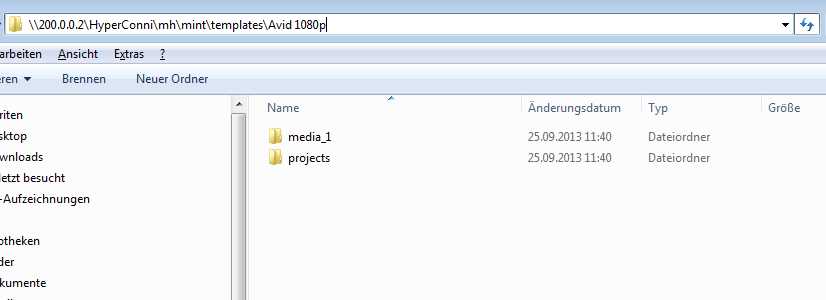 \\200.0.0.2\HyperConni\mh\mint\templates\Avid 1080p
arbeiten Ansicht Extras ?
eren Brennen Neuer Ordner
Name Änderungsdatum Typ Größe
media_1 25.09.2013 11:40 Dateiordner
projects 25.09.2013 11:40 Dateiordner
riten
sktop
wnloads
letzt besucht
-Aufzeichnungen
otheken
der
kumente